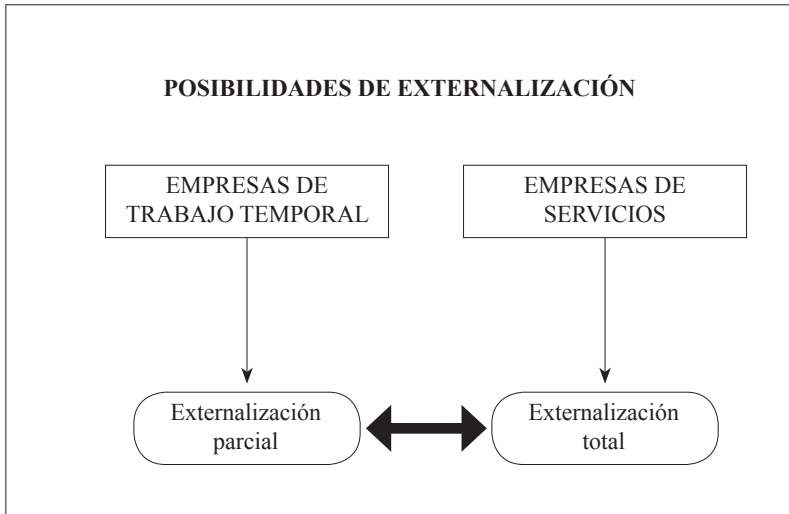 POSIBILIDADES DE EXTERNALIZACIÓN
EMPRESAS DE
TRABAJO TEMPORAL
EMPRESAS DE
SERVICIOS
Externalización
parcial
Externalización
total